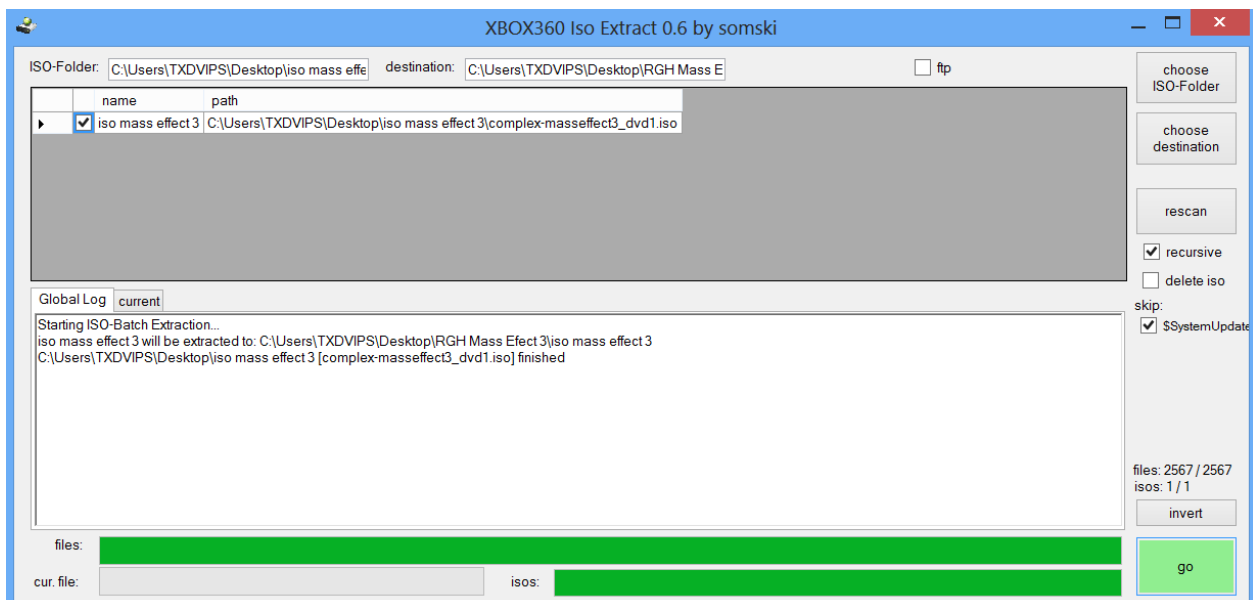 XBOX360 Iso Extract 0.6 by somski
ISO-Folder: C:\Users\TXDVIPS\Desktop\iso mass effe destination: C:\Users\TXDVIPS\Desktop\RGH Mass E ftp
choose ISO-Folder
name path
iso mass effect 3 C:\Users\TXDVIPS\Desktop\iso mass effect 3\complex-masseffect3_dvd1.iso
choose destination
rescan
recursive
delete iso
Global Log current
skip:
Starting ISO-Batch Extraction...
$SystemUpdate
iso mass effect 3 will be extracted to: C:\Users\TXDVIPS\Desktop\RGH Mass Efect 3\iso mass effect 3
C:\Users\TXDVIPS\Desktop\iso mass effect 3 [complex-masseffect3_dvd1.iso] finished
files: 2567 / 2567
isos: 1 / 1
invert
files:
go
cur. file: isos: